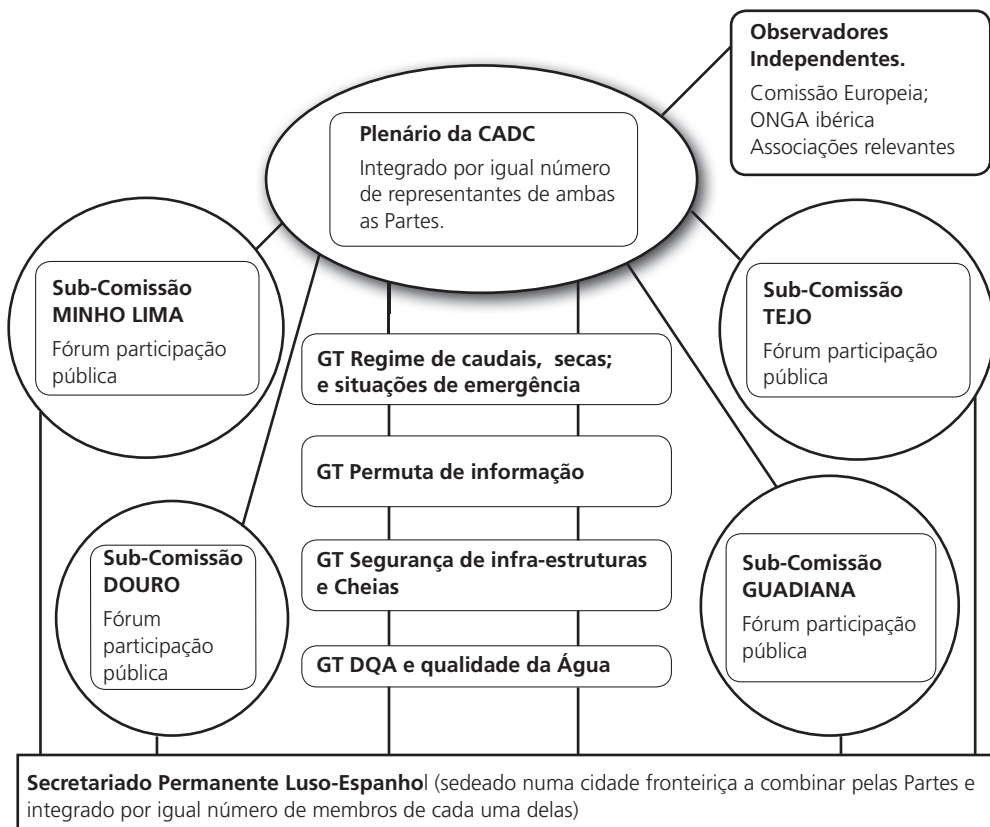 Observadores
Independentes.
Comissão Europeia;
ONGA ibérica
Associações relevantes
Plenário da CADC
Integrado por igual número
de representantes de ambas
as Partes.
Sub-Comissão
MINHO LIMA
Fórum participação
pública
Sub-Comissão
TEJO
Fórum participação
pública
GT Regime de caudais, secas;
e situações de emergência
GT Permuta de informação
GT Segurança de infra-estruturas
e Cheias
GT DQA e qualidade da Água
Sub-Comissão
DOURO
Fórum
participação
pública
Sub-Comissão
GUADIANA
Fórum participação
pública
Secretariado Permanente Luso-Espanhol (sedeado numa cidade fronteiriça a combinar pelas Partes e
integrado por igual número de membros de cada uma delas)